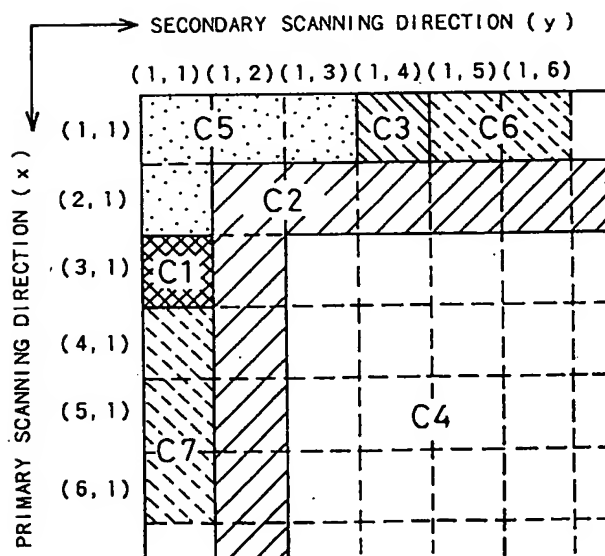 SECONDARY SCANNING DIRECTION (y)
(1, 1) (1, 2) (1, 3) (1, 4) (1, 5) (1, 6)
PRIMARY SCANNING DIRECTION (x)
(1, 1) C5 C3 C6
(2, 1) C2
(3, 1) C1
(4, 1)
(5, 1) C4
C7
(6, 1)